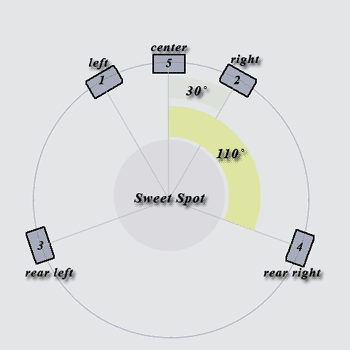 center
left
right
5
1
2
30°
110°
Sweet Spot
3
4
rear left
rear right